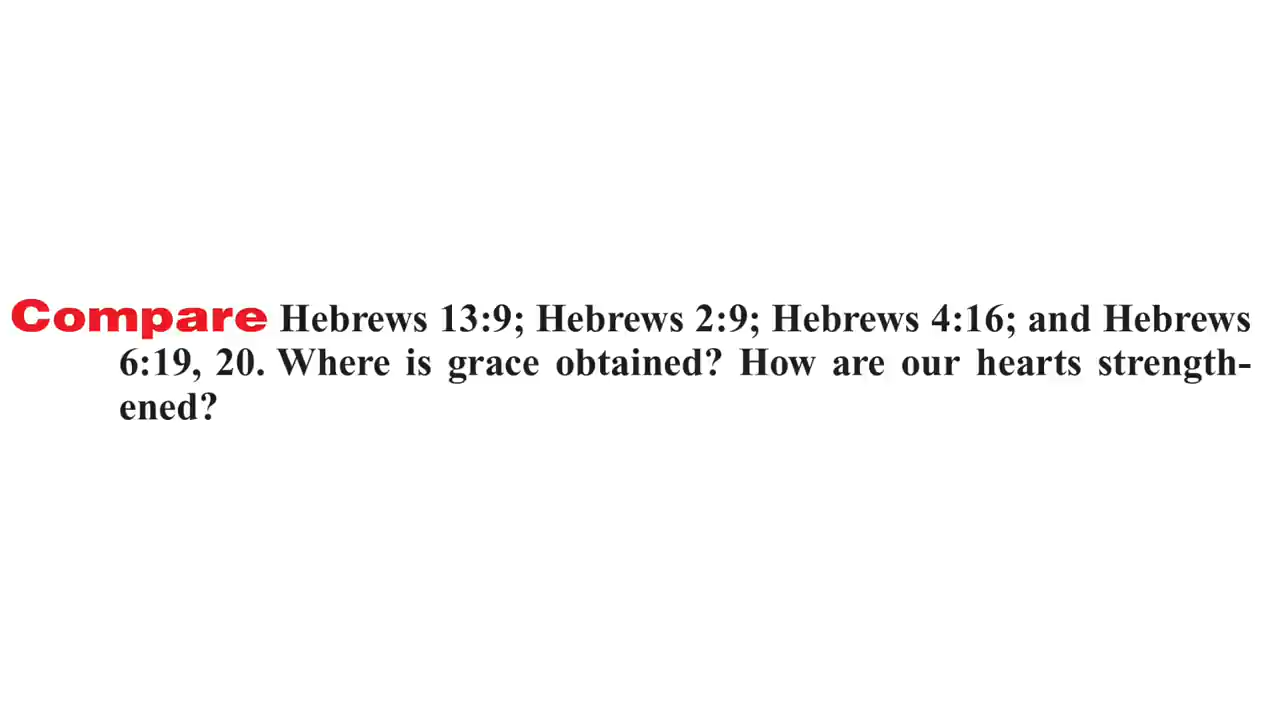 Compare Hebrews 13:9; Hebrews 2:9; Hebrews 4:16; and Hebrews
6:19, 20. Where is grace obtained? How are our hearts strength-
ened?